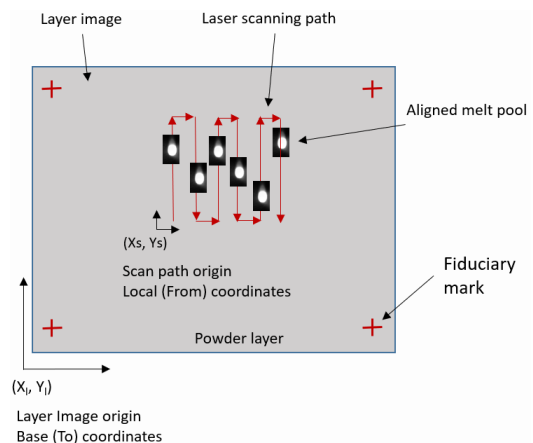 Layer image
Laser scanning path
Aligned melt pool
(Xs, Ys)
Scan path origin
Local (From) coordinates
Fiduciary
mark
Powder layer
(Xₗ, Yₗ)
Layer Image origin
Base (To) coordinates